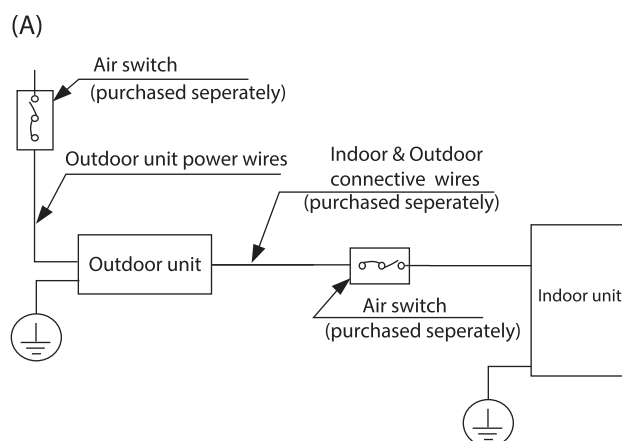 (A)
Air switch
(purchased seperately)
Outdoor unit power wires
Indoor & Outdoor
connective wires
(purchased seperately)
Outdoor unit
Indoor unit
Air switch
(purchased seperately)